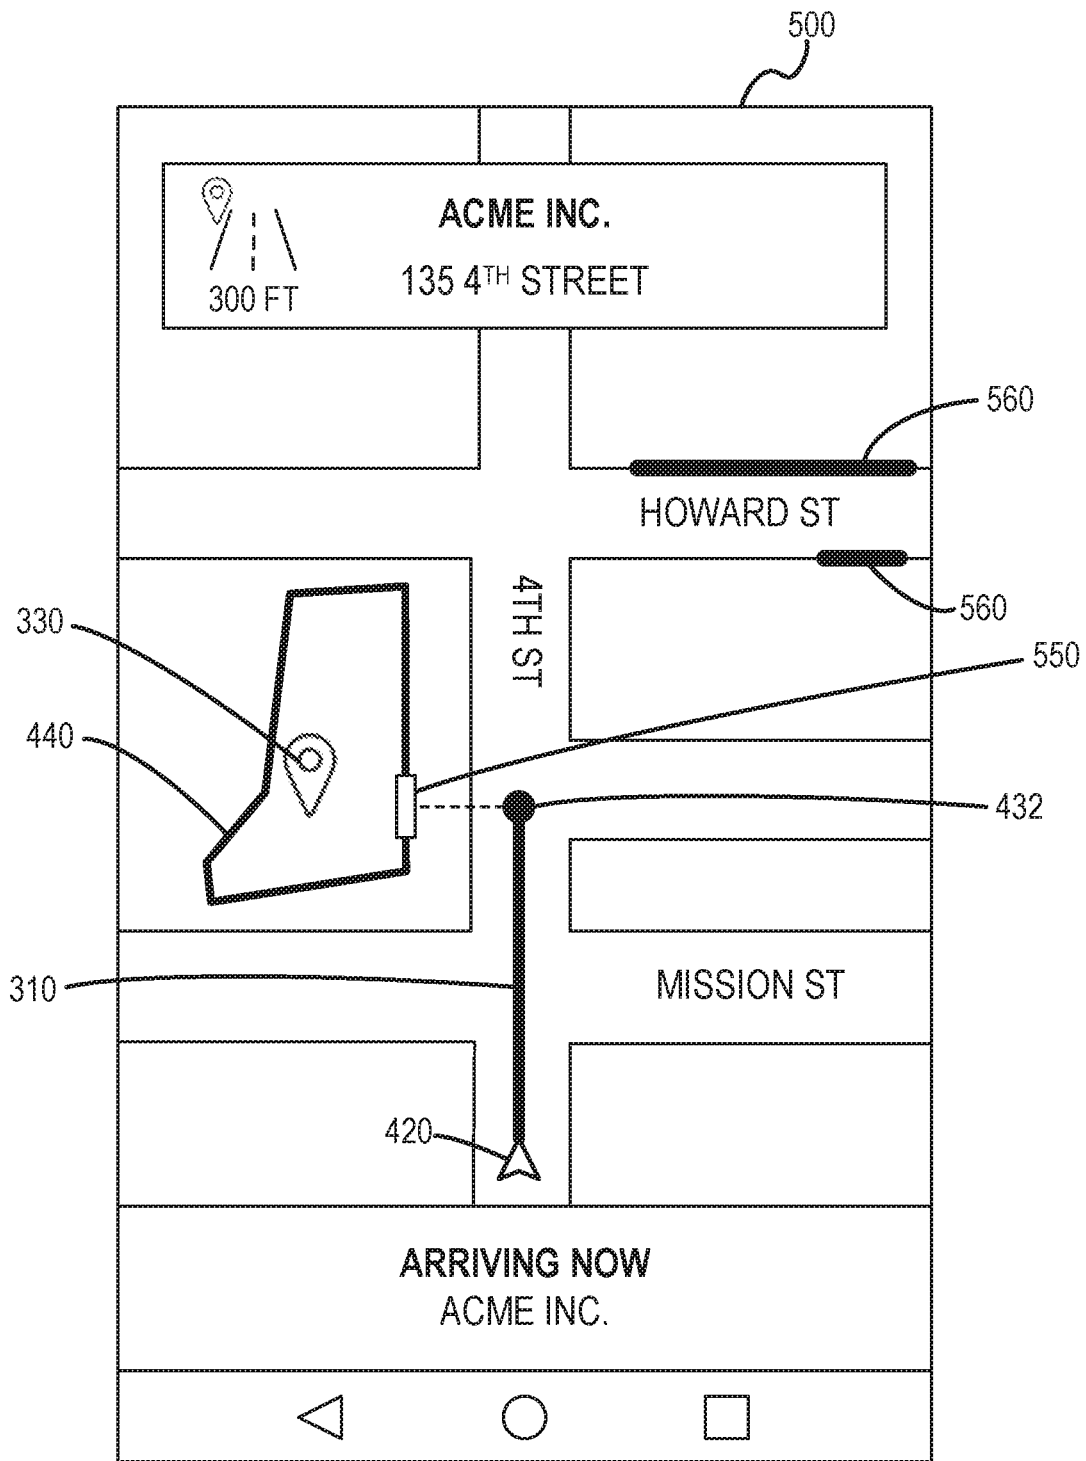 500
ACME INC.
135 4TH STREET
300 FT
560
HOWARD ST
560
4TH ST
330
550
440
432
310
MISSION ST
420
ARRIVING NOW
ACME INC.